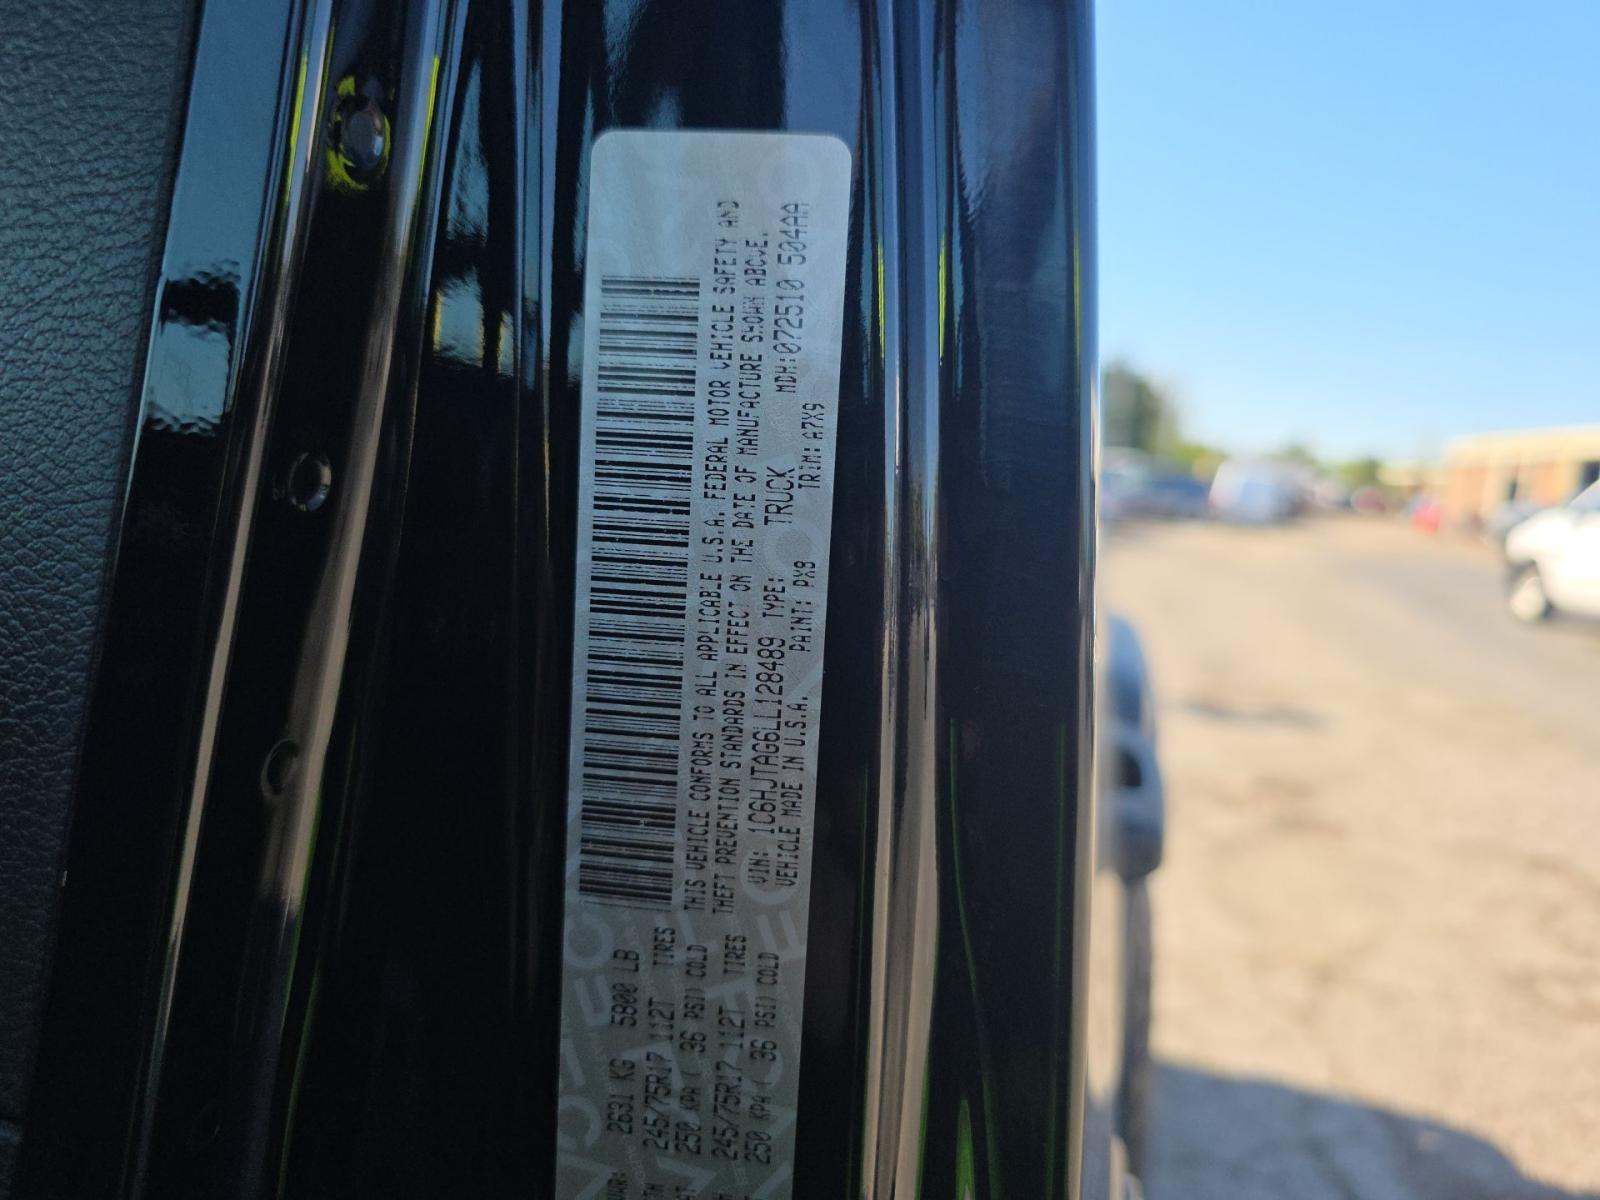 2631 KG 5800 LB
245/75R17 112T TIRES
250 KPA 36 PSI) COLD
245/75R17 112T TIRES
250 KPA 36 PSI) COLD
THIS VEHICLE CONFORMS TO ALL APPLICABLE U.S.A. FEDERAL MOTOR VEHICLE SAFETY AND
THEFT PREVENTION STANDARDS IN EFFECT ON THE DATE OF MANUFACTURE SHOWN ABOVE.
VIN: 1C6HJTAG6LL128489 TYPE: TRUCK MDH:072510 504AA
VEHICLE MADE IN U.S.A. PAINT: PX8 TRIM: A7X9